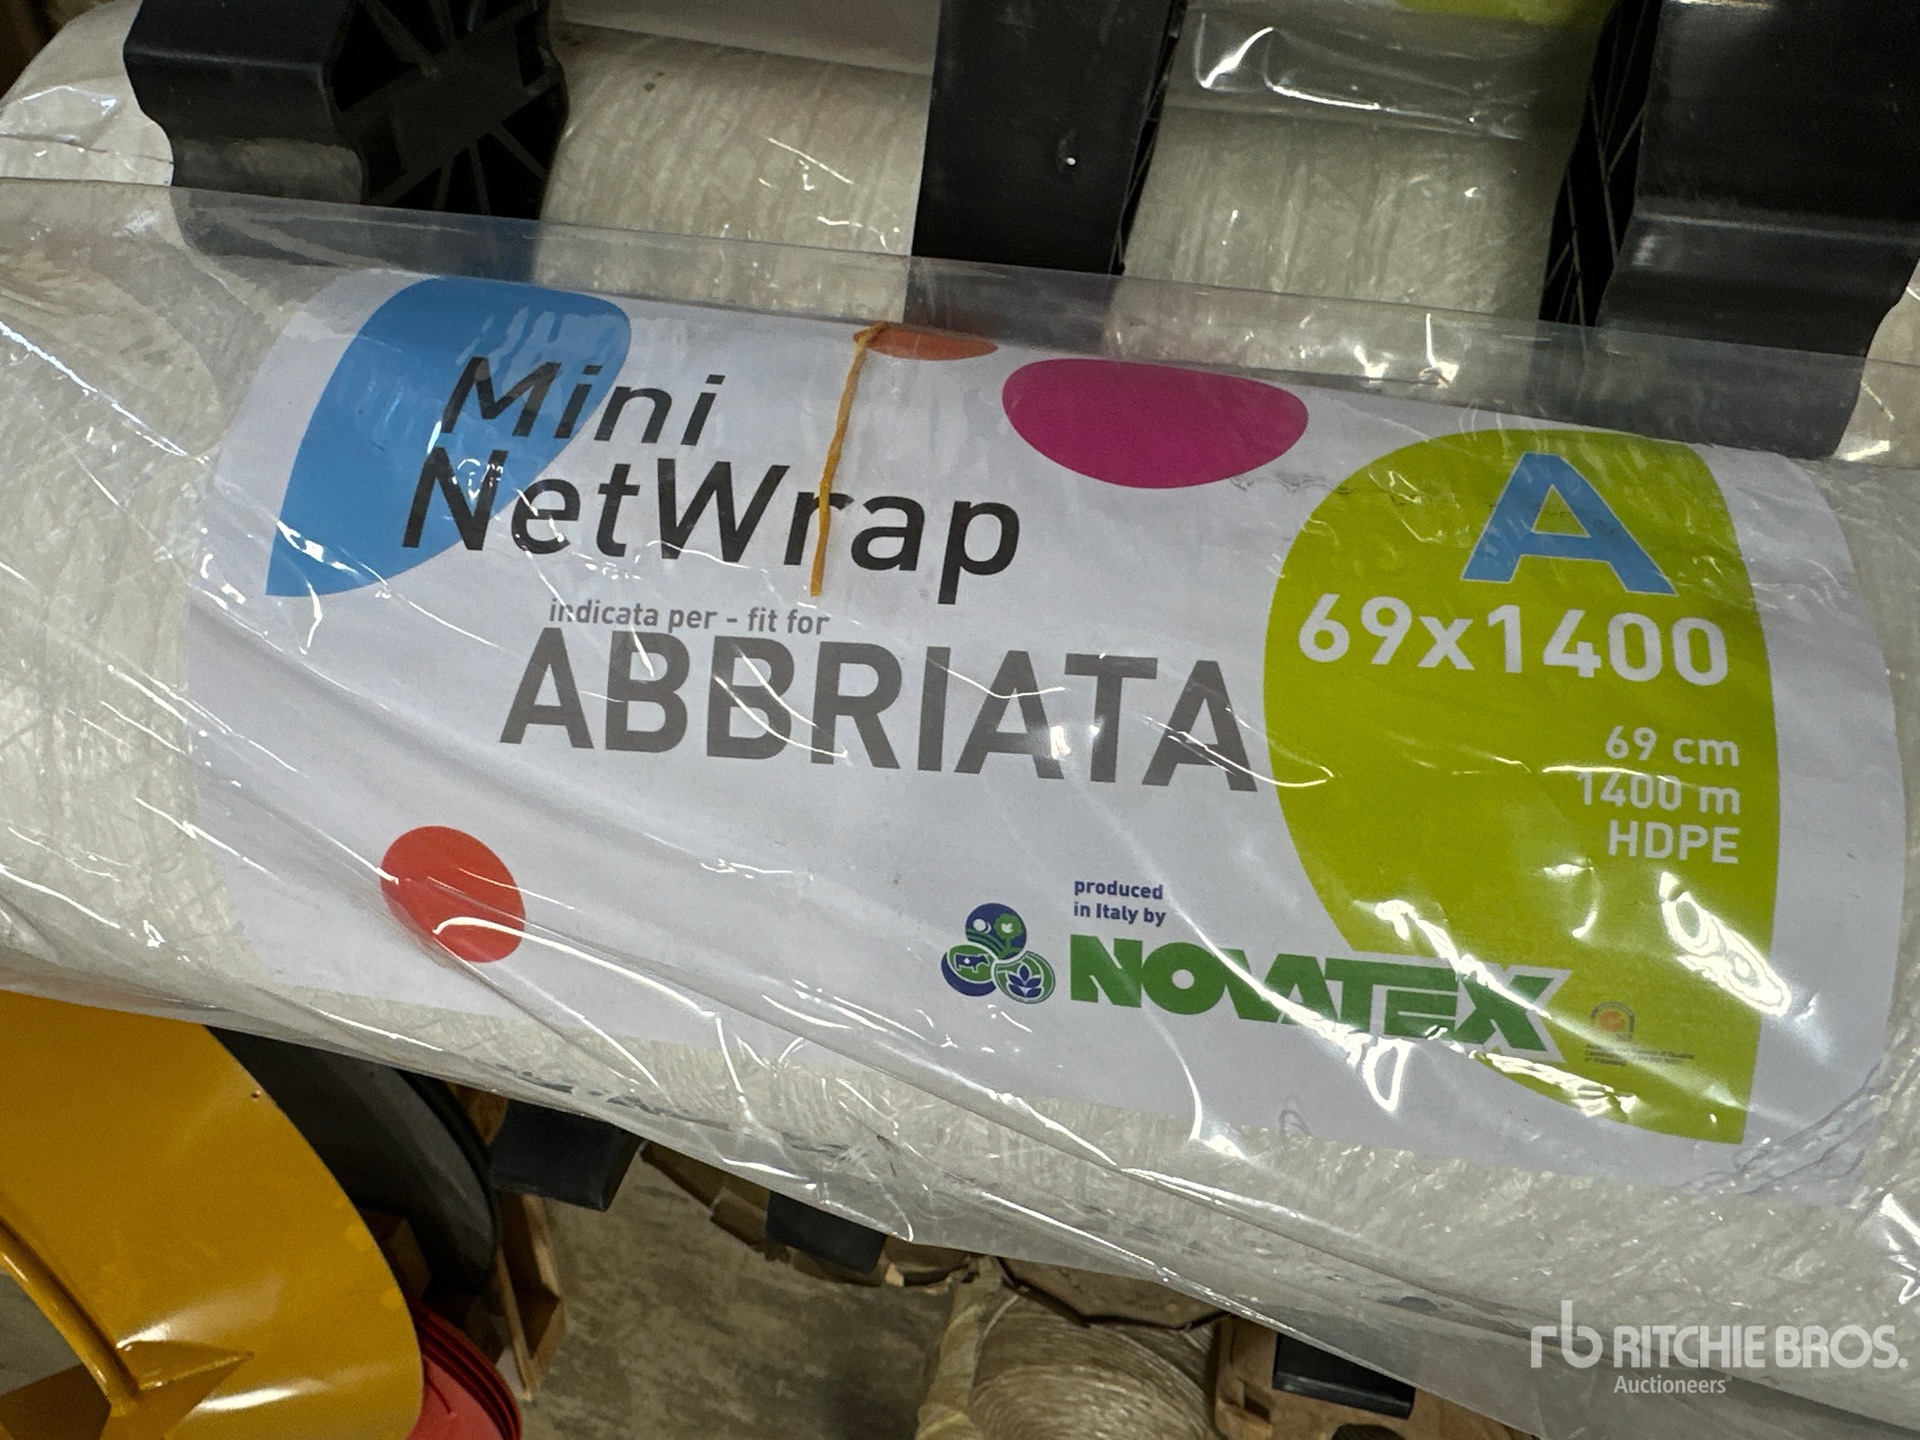 Mini
NetWrap
indicata per - fit for
ABBRIATA
A
69x1400
69 cm
1400 m
HDPE
produced
in Italy by
NOVATEX
rb RITCHIE BROS.
Auctioneers